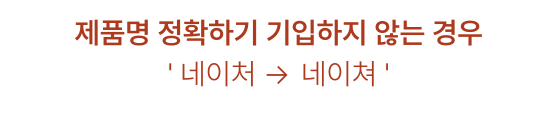 제품명 정확하기 기입하지 않는 경우
' 네이처 → 네이쳐 '